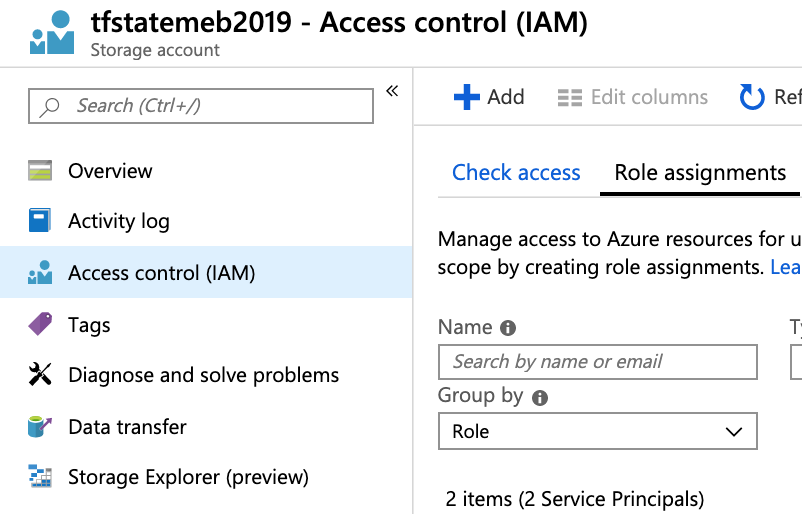 tfstatemeb2019 - Access control (IAM)
Storage account
Search (Ctrl+/)
«
Overview
Activity log
Access control (IAM)
Tags
Diagnose and solve problems
Data transfer
Storage Explorer (preview)
Add
Edit columns
Ref
Check access
Role assignments
Manage access to Azure resources for u
scope by creating role assignments. Lea
Name
Ty
Search by name or email
Group by
Role
2 items (2 Service Principals)